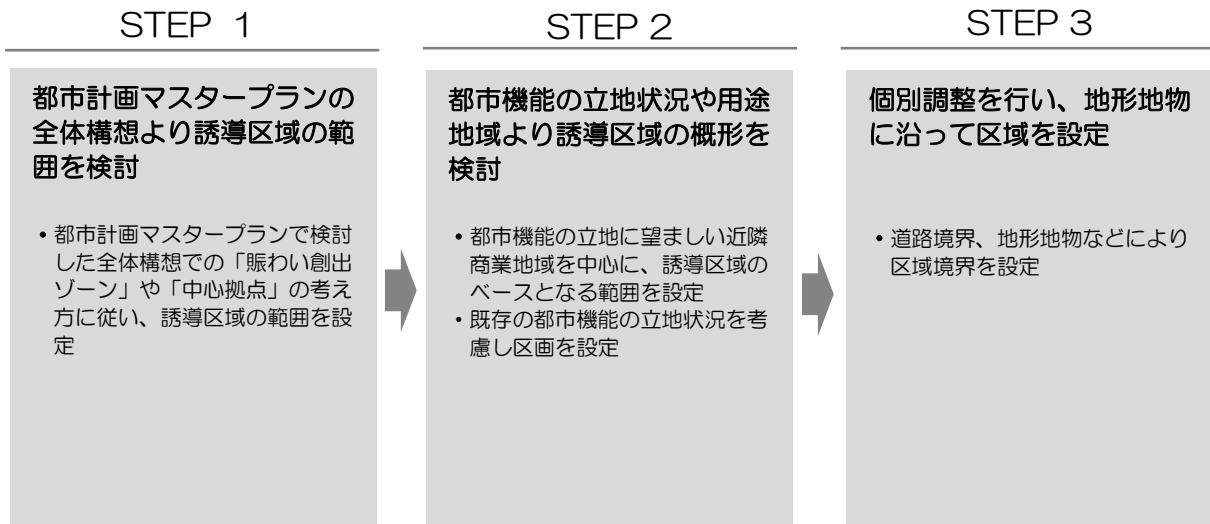 STEP 1
都市計画マスタープランの
全体構想より誘導区域の範
囲を検討
•都市計画マスタープランで検討
した全体構想での「賑わい創出
ゾーン」や「中心拠点」の考え
方に従い、誘導区域の範囲を設
定
STEP 2
都市機能の立地状況や用途
地域より誘導区域の概形を
検討
•都市機能の立地に望ましい近隣
商業地域を中心に、誘導区域の
ベースとなる範囲を設定
•既存の都市機能の立地状況を考
慮し区画を設定
STEP 3
個別調整を行い、地形地物
に沿って区域を設定
•道路境界、地形地物などにより
区域境界を設定